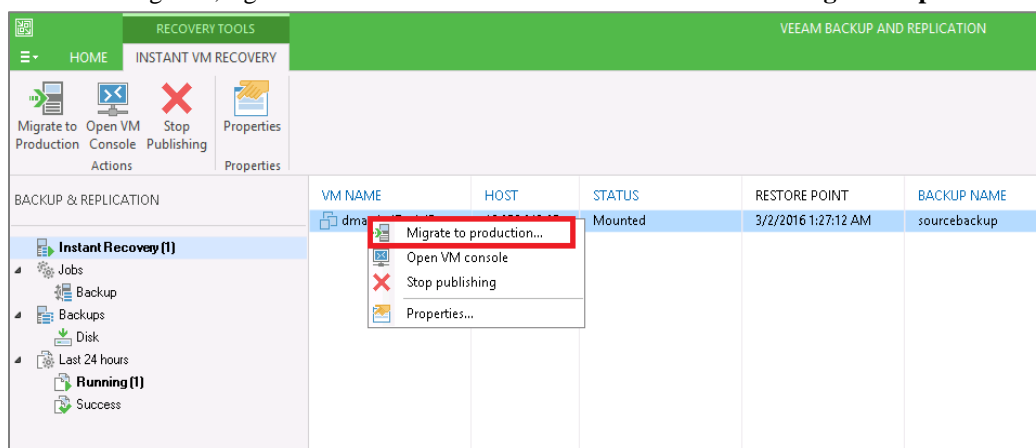 RECOVERY TOOLS
VEEAM BACKUP AND REPLICATION
HOME INSTANT VM RECOVERY
Migrate to Production
Open VM Console
Stop Publishing
Properties
Actions
Properties
BACKUP & REPLICATION
VM NAME HOST STATUS RESTORE POINT BACKUP NAME
Mounted 3/2/2016 1:27:12 AM sourcebackup
Migrate to production...
Open VM console
Stop publishing
Properties...
Instant Recovery (1)
Jobs
Backup
Backups
Disk
Last 24 hours
Running (1)
Success